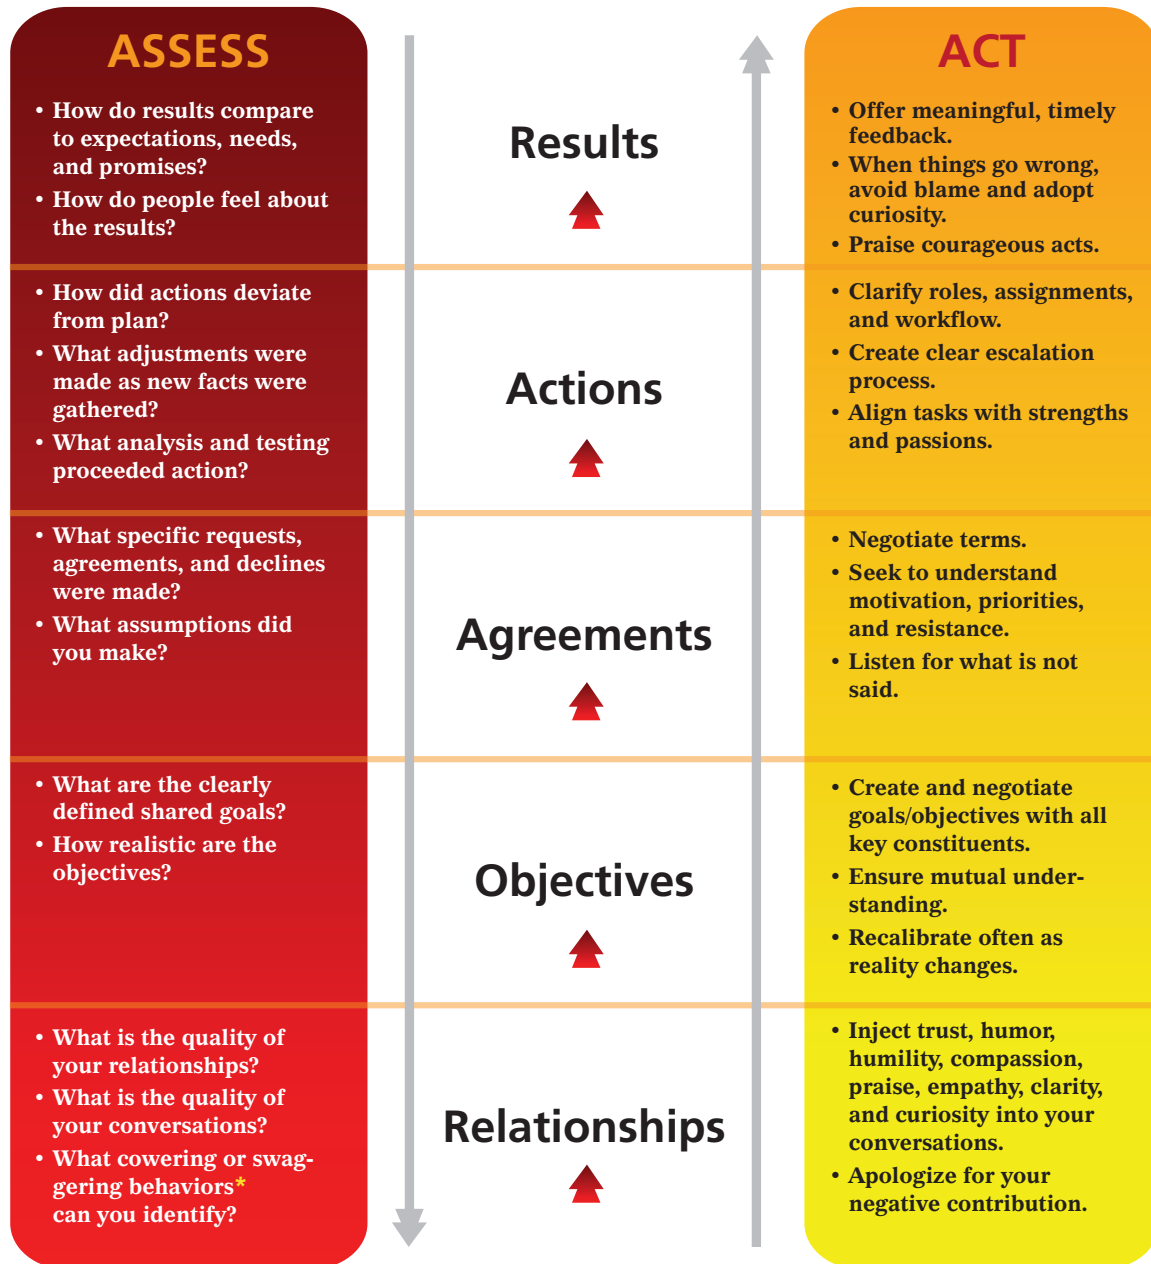 ASSESS
• How do results compare
to expectations, needs,
and promises?
• How do people feel about
the results?
Results
ACT
• Offer meaningful, timely
feedback.
• When things go wrong,
avoid blame and adopt
curiosity.
• Praise courageous acts.
• How did actions deviate
from plan?
• What adjustments were
made as new facts were
gathered?
• What analysis and testing
proceeded action?
Actions
• Clarify roles, assignments,
and workflow.
• Create clear escalation
process.
• Align tasks with strengths
and passions.
• What specific requests,
agreements, and declines
were made?
• What assumptions did
you make?
Agreements
• Negotiate terms.
• Seek to understand
motivation, priorities,
and resistance.
• Listen for what is not
said.
• What are the clearly
defined shared goals?
• How realistic are the
objectives?
Objectives
• Create and negotiate
goals/objectives with all
key constituents.
• Ensure mutual under-
standing.
• Recalibrate often as
reality changes.
• What is the quality of
your relationships?
• What is the quality of
your conversations?
• What cowering or swag-
gering behaviors*
can you identify?
Relationships
• Inject trust, humor,
humility, compassion,
praise, empathy, clarity,
and curiosity into your
conversations.
• Apologize for your
negative contribution.